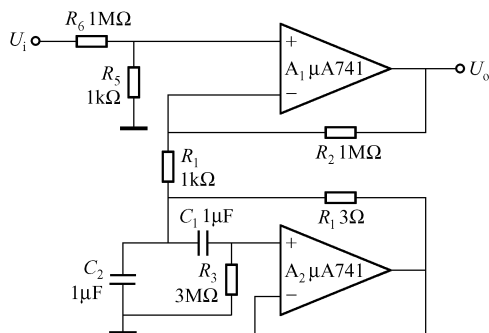 R6 1MΩ
Ui
+
R5
1kΩ
A1 μA741
Uo
−
R2 1MΩ
R1
1kΩ
C1 1μF
R1 3Ω
+
C2
1μF
R3
3MΩ
A2 μA741
−